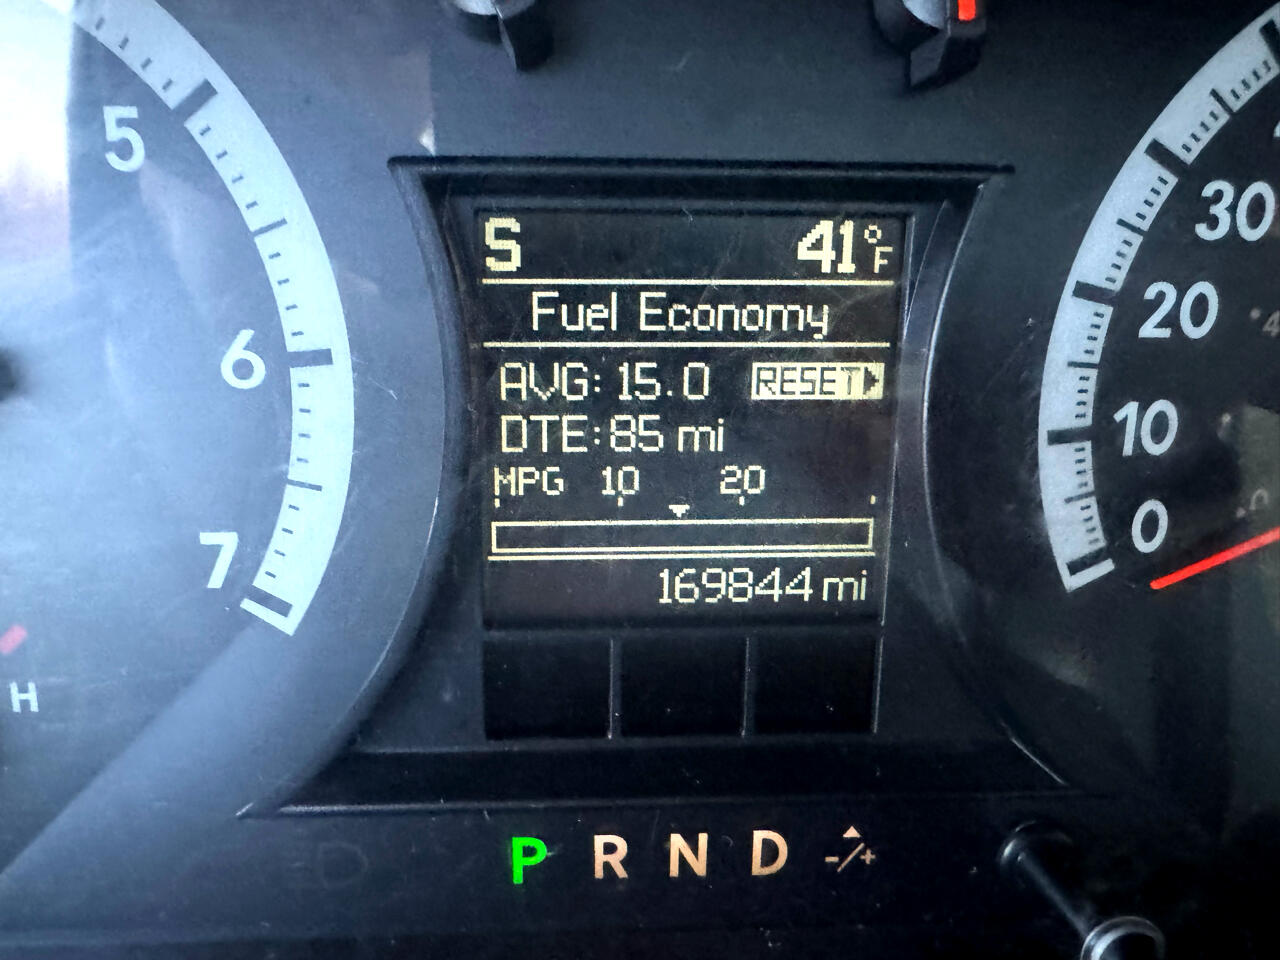 5
6
7
H
S 41°F
Fuel Economy
AVG: 15.0 RESET
DTE: 85 mi
MPG 10 20
169844 mi
P R N D -/+
30
20
10
0